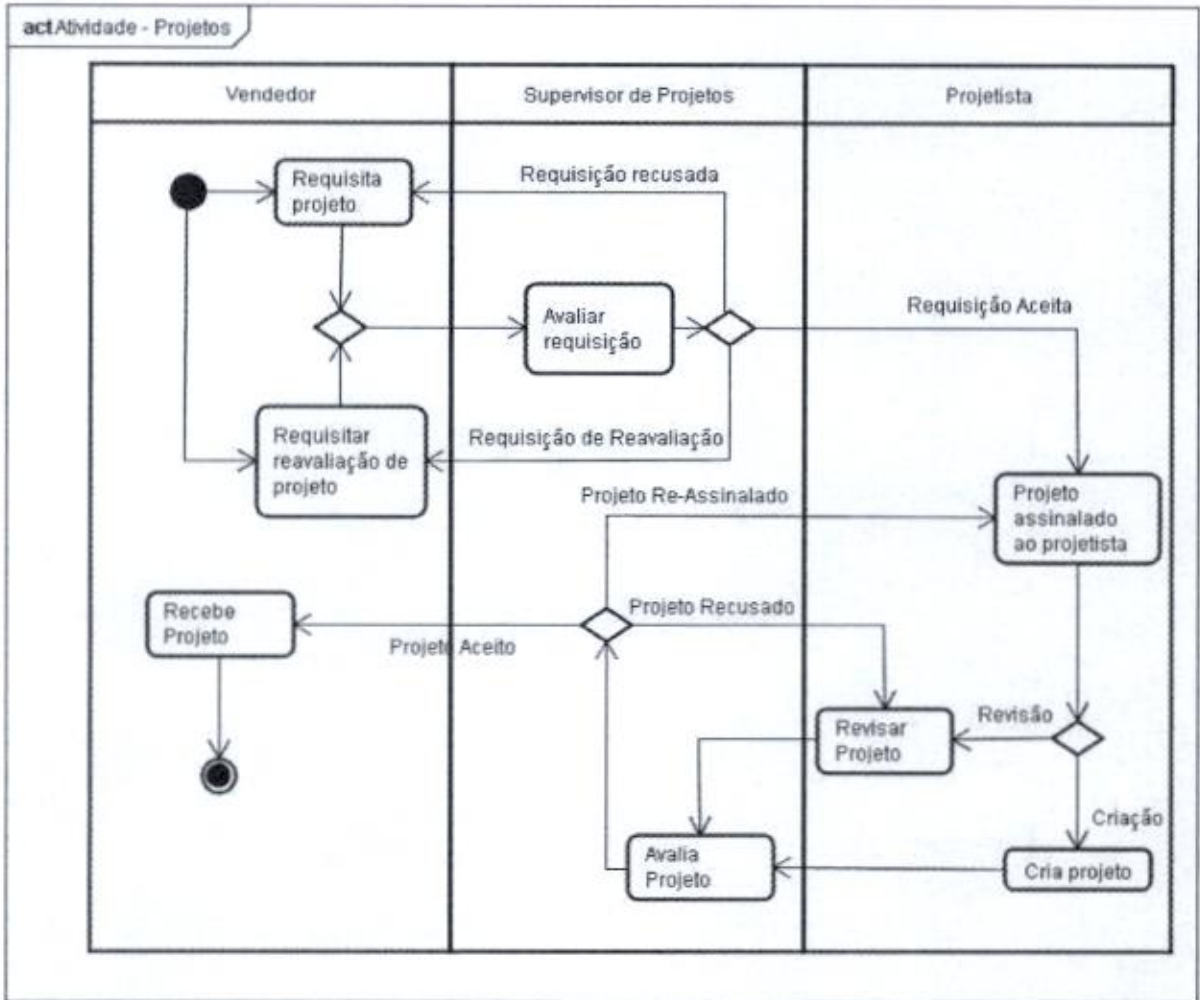 act Atividade - Projetos
Vendedor
Supervisor de Projetos
Projetista
Requisita
projeto
Requisição recusada
Avaliar
requisição
Requisição Aceita
Requisitar
reavaliação de
projeto
Requisição de Reavaliação
Projeto Re-Assinalado
Projeto
assinalado
ao projetista
Recebe
Projeto
Projeto Aceito
Projeto Recusado
Revisar
Projeto
Revisão
Criação
Avalia
Projeto
Cria projeto